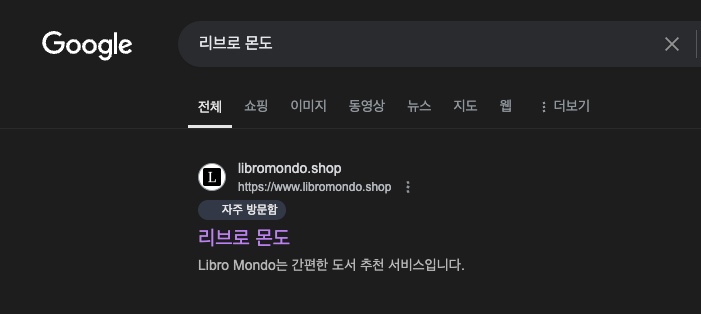 Google
리브로 몬도
전체 쇼핑 이미지 동영상 뉴스 지도 웹 더보기
L
libromondo.shop
https://www.libromondo.shop
자주 방문함
리브로 몬도
Libro Mondo는 간편한 도서 추천 서비스입니다.